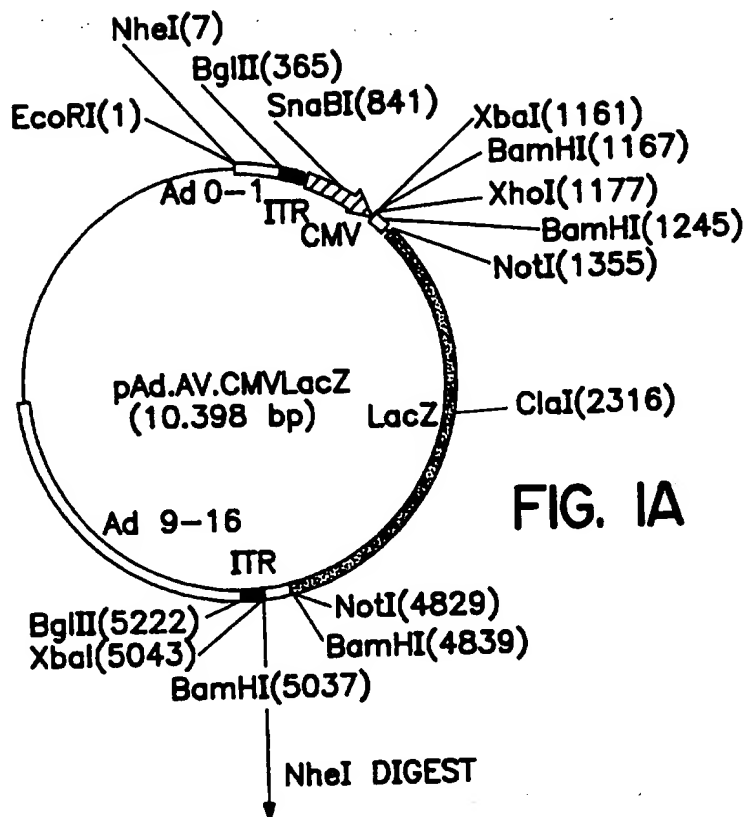 NheI(7)
BglII(365)
EcoRI(1)
SnaBI(841)
XbaI(1161)
BamHI(1167)
XhoI(1177)
BamHI(1245)
NotI(1355)
Ad 0-1
ITR
CMV
pAd.AV.CMVLacZ
(10.398 bp)
LacZ
ClaI(2316)
FIG. 1A
Ad 9-16
ITR
BglII(5222)
XbaI(5043)
BamHI(5037)
NotI(4829)
BamHI(4839)
NheI DIGEST